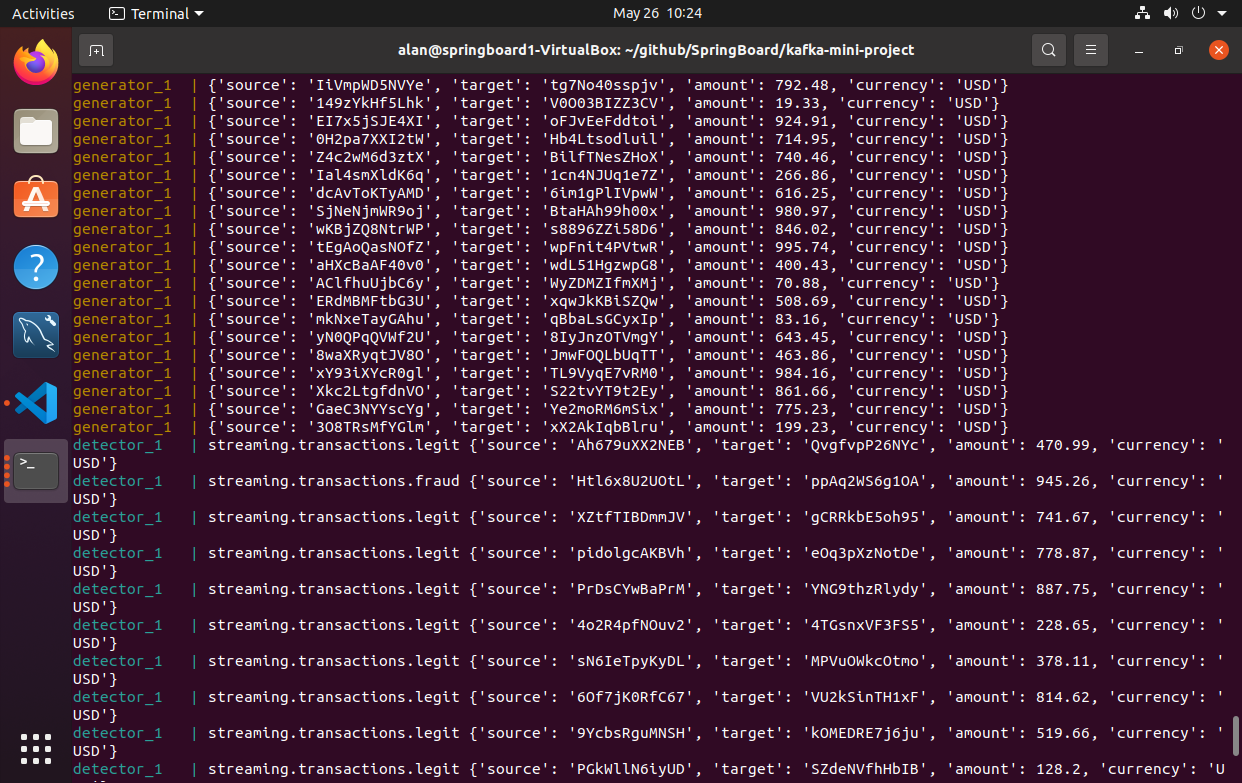 Activities Terminal May 26 10:24
alan@springboard1-VirtualBox: ~/github/SpringBoard/kafka-mini-project
generator_1 | {'source': 'IiVmpWD5NVYe', 'target': 'tg7No40sspjv', 'amount': 792.48, 'currency': 'USD'}
generator_1 | {'source': '149zYkHf5Lhk', 'target': 'V0O03BIZZ3CV', 'amount': 19.33, 'currency': 'USD'}
generator_1 | {'source': 'EI7x5jSJE4XI', 'target': 'oFJvEeFddtoi', 'amount': 924.91, 'currency': 'USD'}
generator_1 | {'source': '0H2pa7XXI2tW', 'target': 'Hb4Ltsodluil', 'amount': 714.95, 'currency': 'USD'}
generator_1 | {'source': 'Z4c2wM6d3ztX', 'target': 'BilfTNesZHoX', 'amount': 740.46, 'currency': 'USD'}
generator_1 | {'source': 'Ial4smXldK6q', 'target': '1cn4NJUq1e7Z', 'amount': 266.86, 'currency': 'USD'}
generator_1 | {'source': 'dcAvToKTyAMD', 'target': '6im1gPlIVpwW', 'amount': 616.25, 'currency': 'USD'}
generator_1 | {'source': 'SjNeNjmWR9oj', 'target': 'BtaHAh99h00x', 'amount': 980.97, 'currency': 'USD'}
generator_1 | {'source': 'wKBjZQ8NtrWP', 'target': 's8896ZZi58D6', 'amount': 846.02, 'currency': 'USD'}
generator_1 | {'source': 'tEgAoQasNOfZ', 'target': 'wpFnit4PVtwR', 'amount': 995.74, 'currency': 'USD'}
generator_1 | {'source': 'aHXcBaAF40v0', 'target': 'wdL51HgzwpG8', 'amount': 400.43, 'currency': 'USD'}
generator_1 | {'source': 'AClfhuUjbC6y', 'target': 'WyZDMZIfmXMj', 'amount': 70.88, 'currency': 'USD'}
generator_1 | {'source': 'ERdMBMFtbG3U', 'target': 'xqwJkKBiSZQw', 'amount': 508.69, 'currency': 'USD'}
generator_1 | {'source': 'mkNxeTayGAhu', 'target': 'qBbaLsGCyxIp', 'amount': 83.16, 'currency': 'USD'}
generator_1 | {'source': 'yN0QPqQVWf2U', 'target': '8IyJnzOTVmgY', 'amount': 643.45, 'currency': 'USD'}
generator_1 | {'source': '8waXRyqtJV8O', 'target': 'JmwFOQLbUqTT', 'amount': 463.86, 'currency': 'USD'}
generator_1 | {'source': 'xY93iXYcR0gl', 'target': 'TL9VyqE7vRM0', 'amount': 984.16, 'currency': 'USD'}
generator_1 | {'source': 'Xkc2LtgfdnVO', 'target': 'S22tvYT9t2Ey', 'amount': 861.66, 'currency': 'USD'}
generator_1 | {'source': 'GaeC3NYYscYg', 'target': 'Ye2moRM6mSix', 'amount': 775.23, 'currency': 'USD'}
generator_1 | {'source': '3O8TRsMfYGlm', 'target': 'xX2AkIqbBlru', 'amount': 199.23, 'currency': 'USD'}
detector_1 | streaming.transactions.legit {'source': 'Ah679uXX2NEB', 'target': 'QvgfvpP26NYc', 'amount': 470.99, 'currency': '
USD'}
detector_1 | streaming.transactions.fraud {'source': 'Htl6x8U2UOtL', 'target': 'ppAq2WS6g1OA', 'amount': 945.26, 'currency': '
USD'}
detector_1 | streaming.transactions.legit {'source': 'XZtfTIBDmmJV', 'target': 'gCRRkbE5oh95', 'amount': 741.67, 'currency': '
USD'}
detector_1 | streaming.transactions.legit {'source': 'pidolgcAKBVh', 'target': 'eOq3pXzNotDe', 'amount': 778.87, 'currency': '
USD'}
detector_1 | streaming.transactions.legit {'source': 'PrDsCYwBaPrM', 'target': 'YNG9thzRlydy', 'amount': 887.75, 'currency': '
USD'}
detector_1 | streaming.transactions.legit {'source': '4o2R4pfNOuv2', 'target': '4TGsnxVF3FS5', 'amount': 228.65, 'currency': '
USD'}
detector_1 | streaming.transactions.legit {'source': 'sN6IeTpyKyDL', 'target': 'MPVuOWkcOtmo', 'amount': 378.11, 'currency': '
USD'}
detector_1 | streaming.transactions.legit {'source': '6Of7jK0RfC67', 'target': 'VU2kSinTH1xF', 'amount': 814.62, 'currency': '
USD'}
detector_1 | streaming.transactions.legit {'source': '9YcbsRguMNSH', 'target': 'kOMEDRE7j6ju', 'amount': 519.66, 'currency': '
USD'}
detector_1 | streaming.transactions.legit {'source': 'PGkWllN6iyUD', 'target': 'SZdeNVfhHbIB', 'amount': 128.2, 'currency': 'U